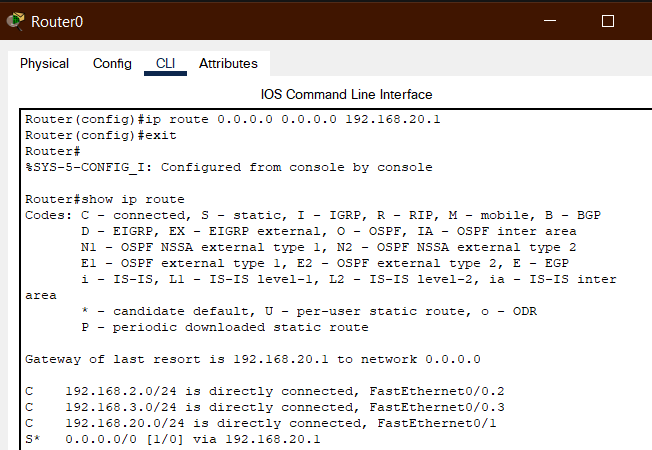 Router0
Physical Config CLI Attributes
IOS Command Line Interface
Router(config)#ip route 0.0.0.0 0.0.0.0 192.168.20.1
Router(config)#exit
Router#
%SYS-5-CONFIG_I: Configured from console by console
Router#show ip route
Codes: C - connected, S - static, I - IGRP, R - RIP, M - mobile, B - BGP
D - EIGRP, EX - EIGRP external, O - OSPF, IA - OSPF inter area
N1 - OSPF NSSA external type 1, N2 - OSPF NSSA external type 2
E1 - OSPF external type 1, E2 - OSPF external type 2, E - EGP
i - IS-IS, L1 - IS-IS level-1, L2 - IS-IS level-2, ia - IS-IS inter
area
* - candidate default, U - per-user static route, o - ODR
P - periodic downloaded static route
Gateway of last resort is 192.168.20.1 to network 0.0.0.0
C 192.168.2.0/24 is directly connected, FastEthernet0/0.2
C 192.168.3.0/24 is directly connected, FastEthernet0/0.3
C 192.168.20.0/24 is directly connected, FastEthernet0/1
S* 0.0.0.0/0 [1/0] via 192.168.20.1